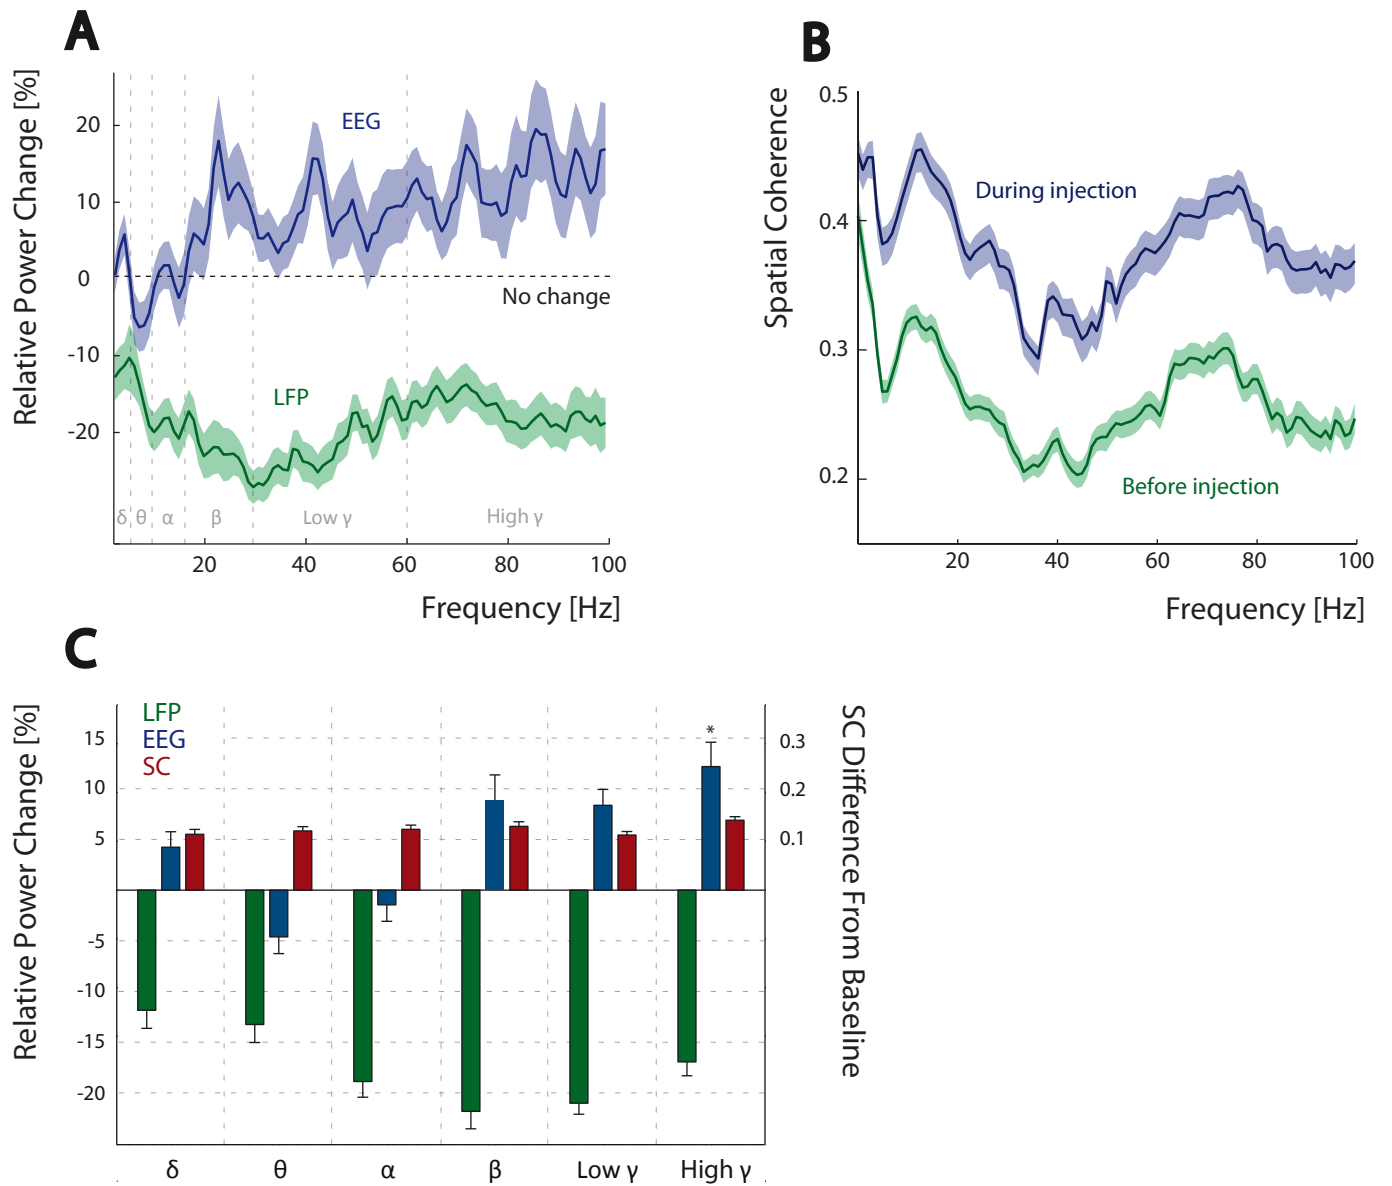 A
Relative Power Change [%]
20
10
0
-10
-20
EEG
No change
LFP
δ θ α β Low γ High γ
20 40 60 80 100
Frequency [Hz]
B
Spatial Coherence
0.5
0.4
0.3
0.2
During injection
Before injection
20 40 60 80 100
Frequency [Hz]
C
Relative Power Change [%]
15
10
5
-5
-10
-15
-20
LFP
EEG
SC
*
0.3
0.2
0.1
SC Difference From Baseline
δ θ α β Low γ High γ